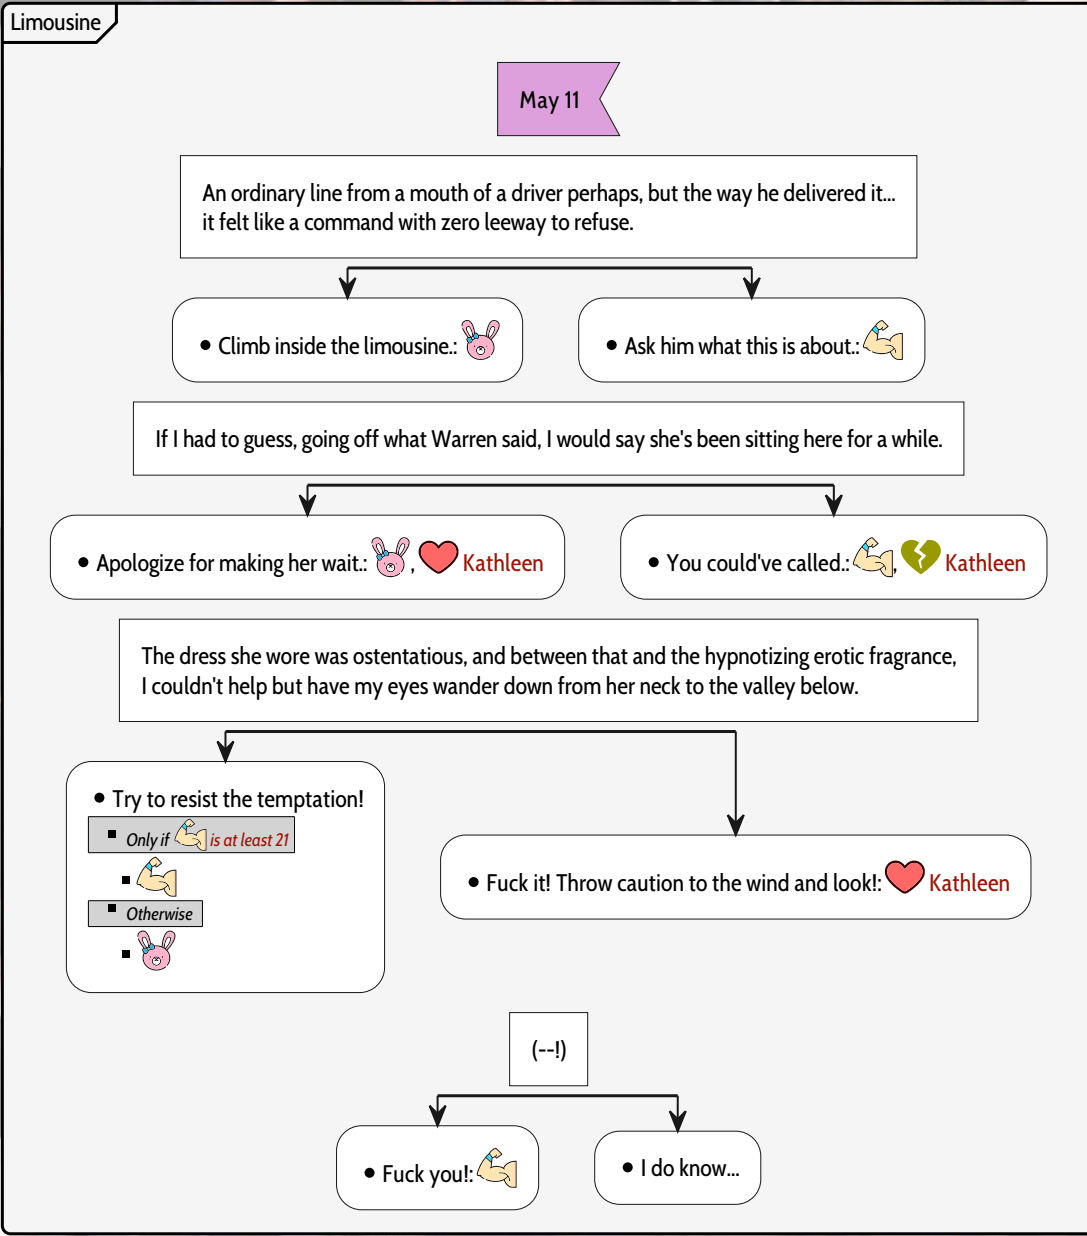 Limousine
May 11
An ordinary line from a mouth of a driver perhaps, but the way he delivered it...
it felt like a command with zero leeway to refuse.
• Climb inside the limousine.:
• Ask him what this is about.:
If I had to guess, going off what Warren said, I would say she's been sitting here for a while.
• Apologize for making her wait.: , Kathleen
• You could've called.: , Kathleen
The dress she wore was ostentatious, and between that and the hypnotizing erotic fragrance,
I couldn't help but have my eyes wander down from her neck to the valley below.
• Try to resist the temptation!
▪ Only if is at least 21
▪ Otherwise
• Fuck it! Throw caution to the wind and look!: Kathleen
(--!)
• Fuck you!:
• I do know...